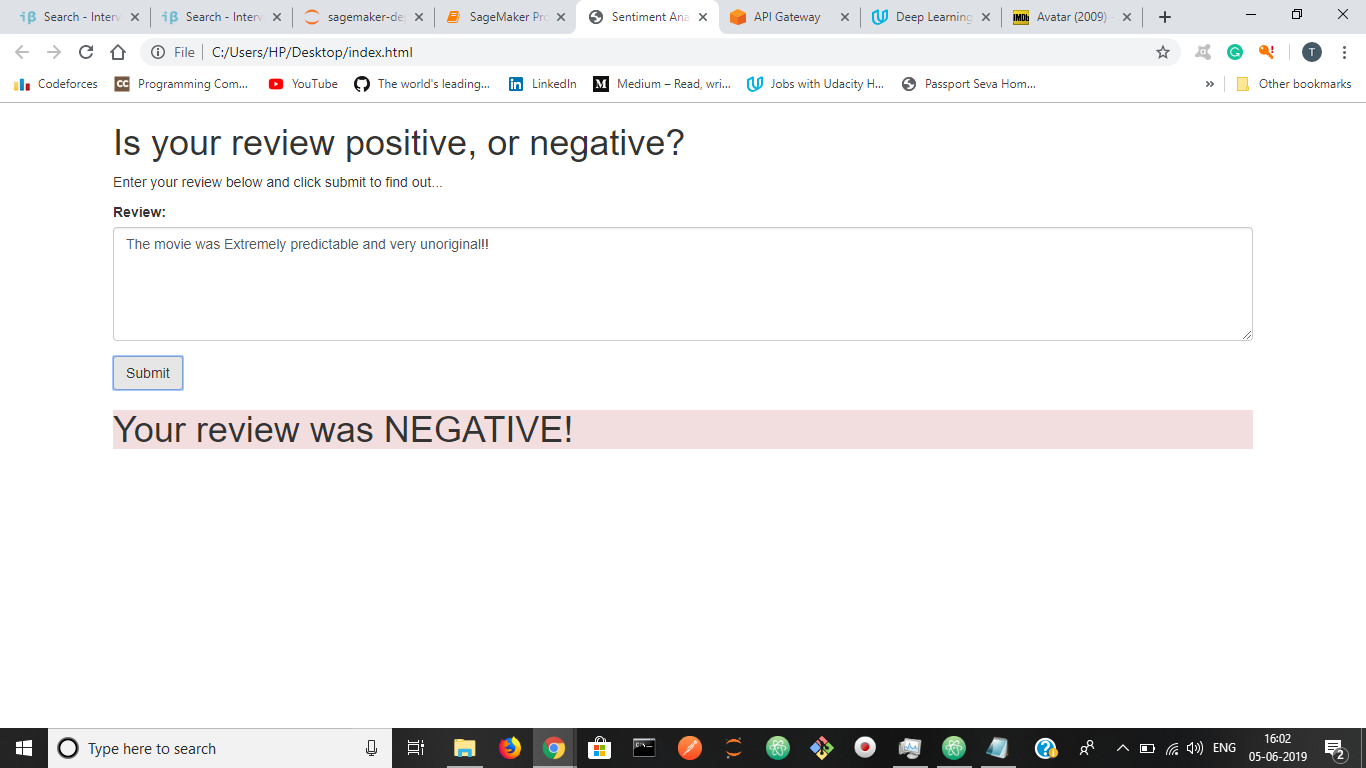 Search - Interv
Search - Interv
sagemaker-de
SageMaker Pro
Sentiment Ana
API Gateway
Deep Learning
IMDb
Avatar (2009) -
File
C:/Users/HP/Desktop/index.html
T
Codeforces
CC
Programming Com...
YouTube
The world's leading...
LinkedIn
Medium – Read, wri...
Jobs with Udacity H...
Passport Seva Hom...
»
Other bookmarks
Is your review positive, or negative?
Enter your review below and click submit to find out...
Review:
The movie was Extremely predictable and very unoriginal!!
Submit
Your review was NEGATIVE!
Type here to search
ENG
16:02
05-06-2019
2